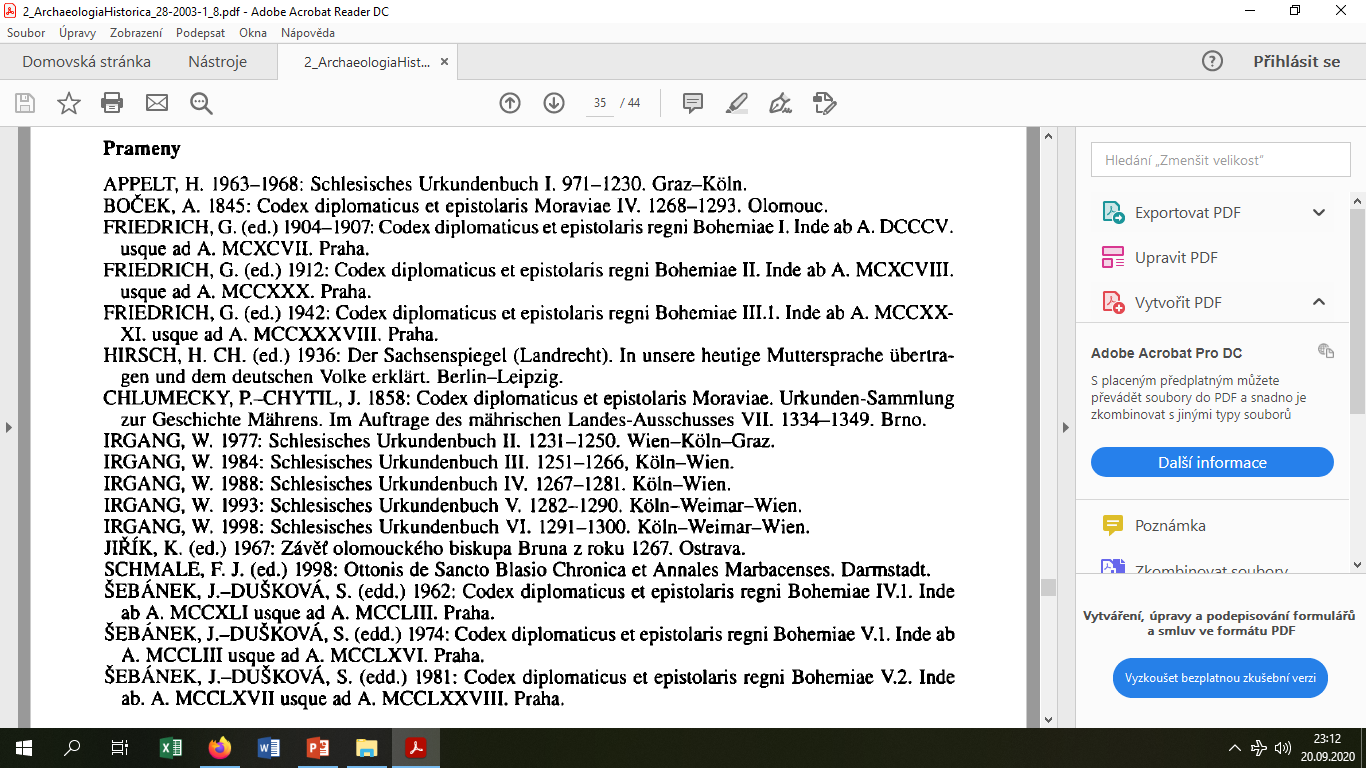 2_ArchaeologiaHistorica_28-2003-1_8.pdf - Adobe Acrobat Reader DC
Soubor Úpravy Zobrazení Podepsat Okna Nápověda
Domovská stránka Nástroje 2_ArchaeologiaHist... ×
Přihlásit se
35 / 44
Prameny
APPELT, H. 1963–1968: Schlesisches Urkundenbuch I. 971–1230. Graz–Köln.
BOČEK, A. 1845: Codex diplomaticus et epistolaris Moraviae IV. 1268–1293. Olomouc.
FRIEDRICH, G. (ed.) 1904–1907: Codex diplomaticus et epistolaris regni Bohemiae I. Inde ab A. DCCCV.
usque ad A. MCXCVII. Praha.
FRIEDRICH, G. (ed.) 1912: Codex diplomaticus et epistolaris regni Bohemiae II. Inde ab A. MCXCVIII.
usque ad A. MCCXXX. Praha.
FRIEDRICH, G. (ed.) 1942: Codex diplomaticus et epistolaris regni Bohemiae III.1. Inde ab A. MCCXX-
XI. usque ad A. MCCXXXVIII. Praha.
HIRSCH, H. CH. (ed.) 1936: Der Sachsenspiegel (Landrecht). In unsere heutige Muttersprache übertra-
gen und dem deutschen Volke erklärt. Berlin–Leipzig.
CHLUMECKY, P.–CHYTIL, J. 1858: Codex diplomaticus et epistolaris Moraviae. Urkunden-Sammlung
zur Geschichte Mährens. Im Auftrage des mährischen Landes-Ausschusses VII. 1334–1349. Brno.
IRGANG, W. 1977: Schlesisches Urkundenbuch II. 1231–1250. Wien–Köln–Graz.
IRGANG, W. 1984: Schlesisches Urkundenbuch III. 1251–1266, Köln–Wien.
IRGANG, W. 1988: Schlesisches Urkundenbuch IV. 1267–1281. Köln–Wien.
IRGANG, W. 1993: Schlesisches Urkundenbuch V. 1282–1290. Köln–Weimar–Wien.
IRGANG, W. 1998: Schlesisches Urkundenbuch VI. 1291–1300. Köln–Weimar–Wien.
JIŘÍK, K. (ed.) 1967: Závěť olomouckého biskupa Bruna z roku 1267. Ostrava.
SCHMALE, F. J. (ed.) 1998: Ottonis de Sancto Blasio Chronica et Annales Marbacenses. Darmstadt.
ŠEBÁNEK, J.–DUŠKOVÁ, S. (edd.) 1962: Codex diplomaticus et epistolaris regni Bohemiae IV.1. Inde
ab A. MCCXLI usque ad A. MCCLIII. Praha.
ŠEBÁNEK, J.–DUŠKOVÁ, S. (edd.) 1974: Codex diplomaticus et epistolaris regni Bohemiae V.1. Inde ab
A. MCCLIII usque ad A. MCCLXVI. Praha.
ŠEBÁNEK, J.–DUŠKOVÁ, S. (edd.) 1981: Codex diplomaticus et epistolaris regni Bohemiae V.2. Inde
ab. A. MCCLXVII usque ad A. MCCLXXVIII. Praha.
Hledání „Zmenšit velikost"
Exportovat PDF
Upravit PDF
Vytvořit PDF
Adobe Acrobat Pro DC
S placeným předplatným můžete
převádět soubory do PDF a snadno je
zkombinovat s jinými typy souborů
Další informace
Poznámka
Zkombinovat soubory
Vytváření, úpravy a podepisování formulářů
a smluv ve formátu PDF
Vyzkoušet bezplatnou zkušební verzi
23:12
20.09.2020